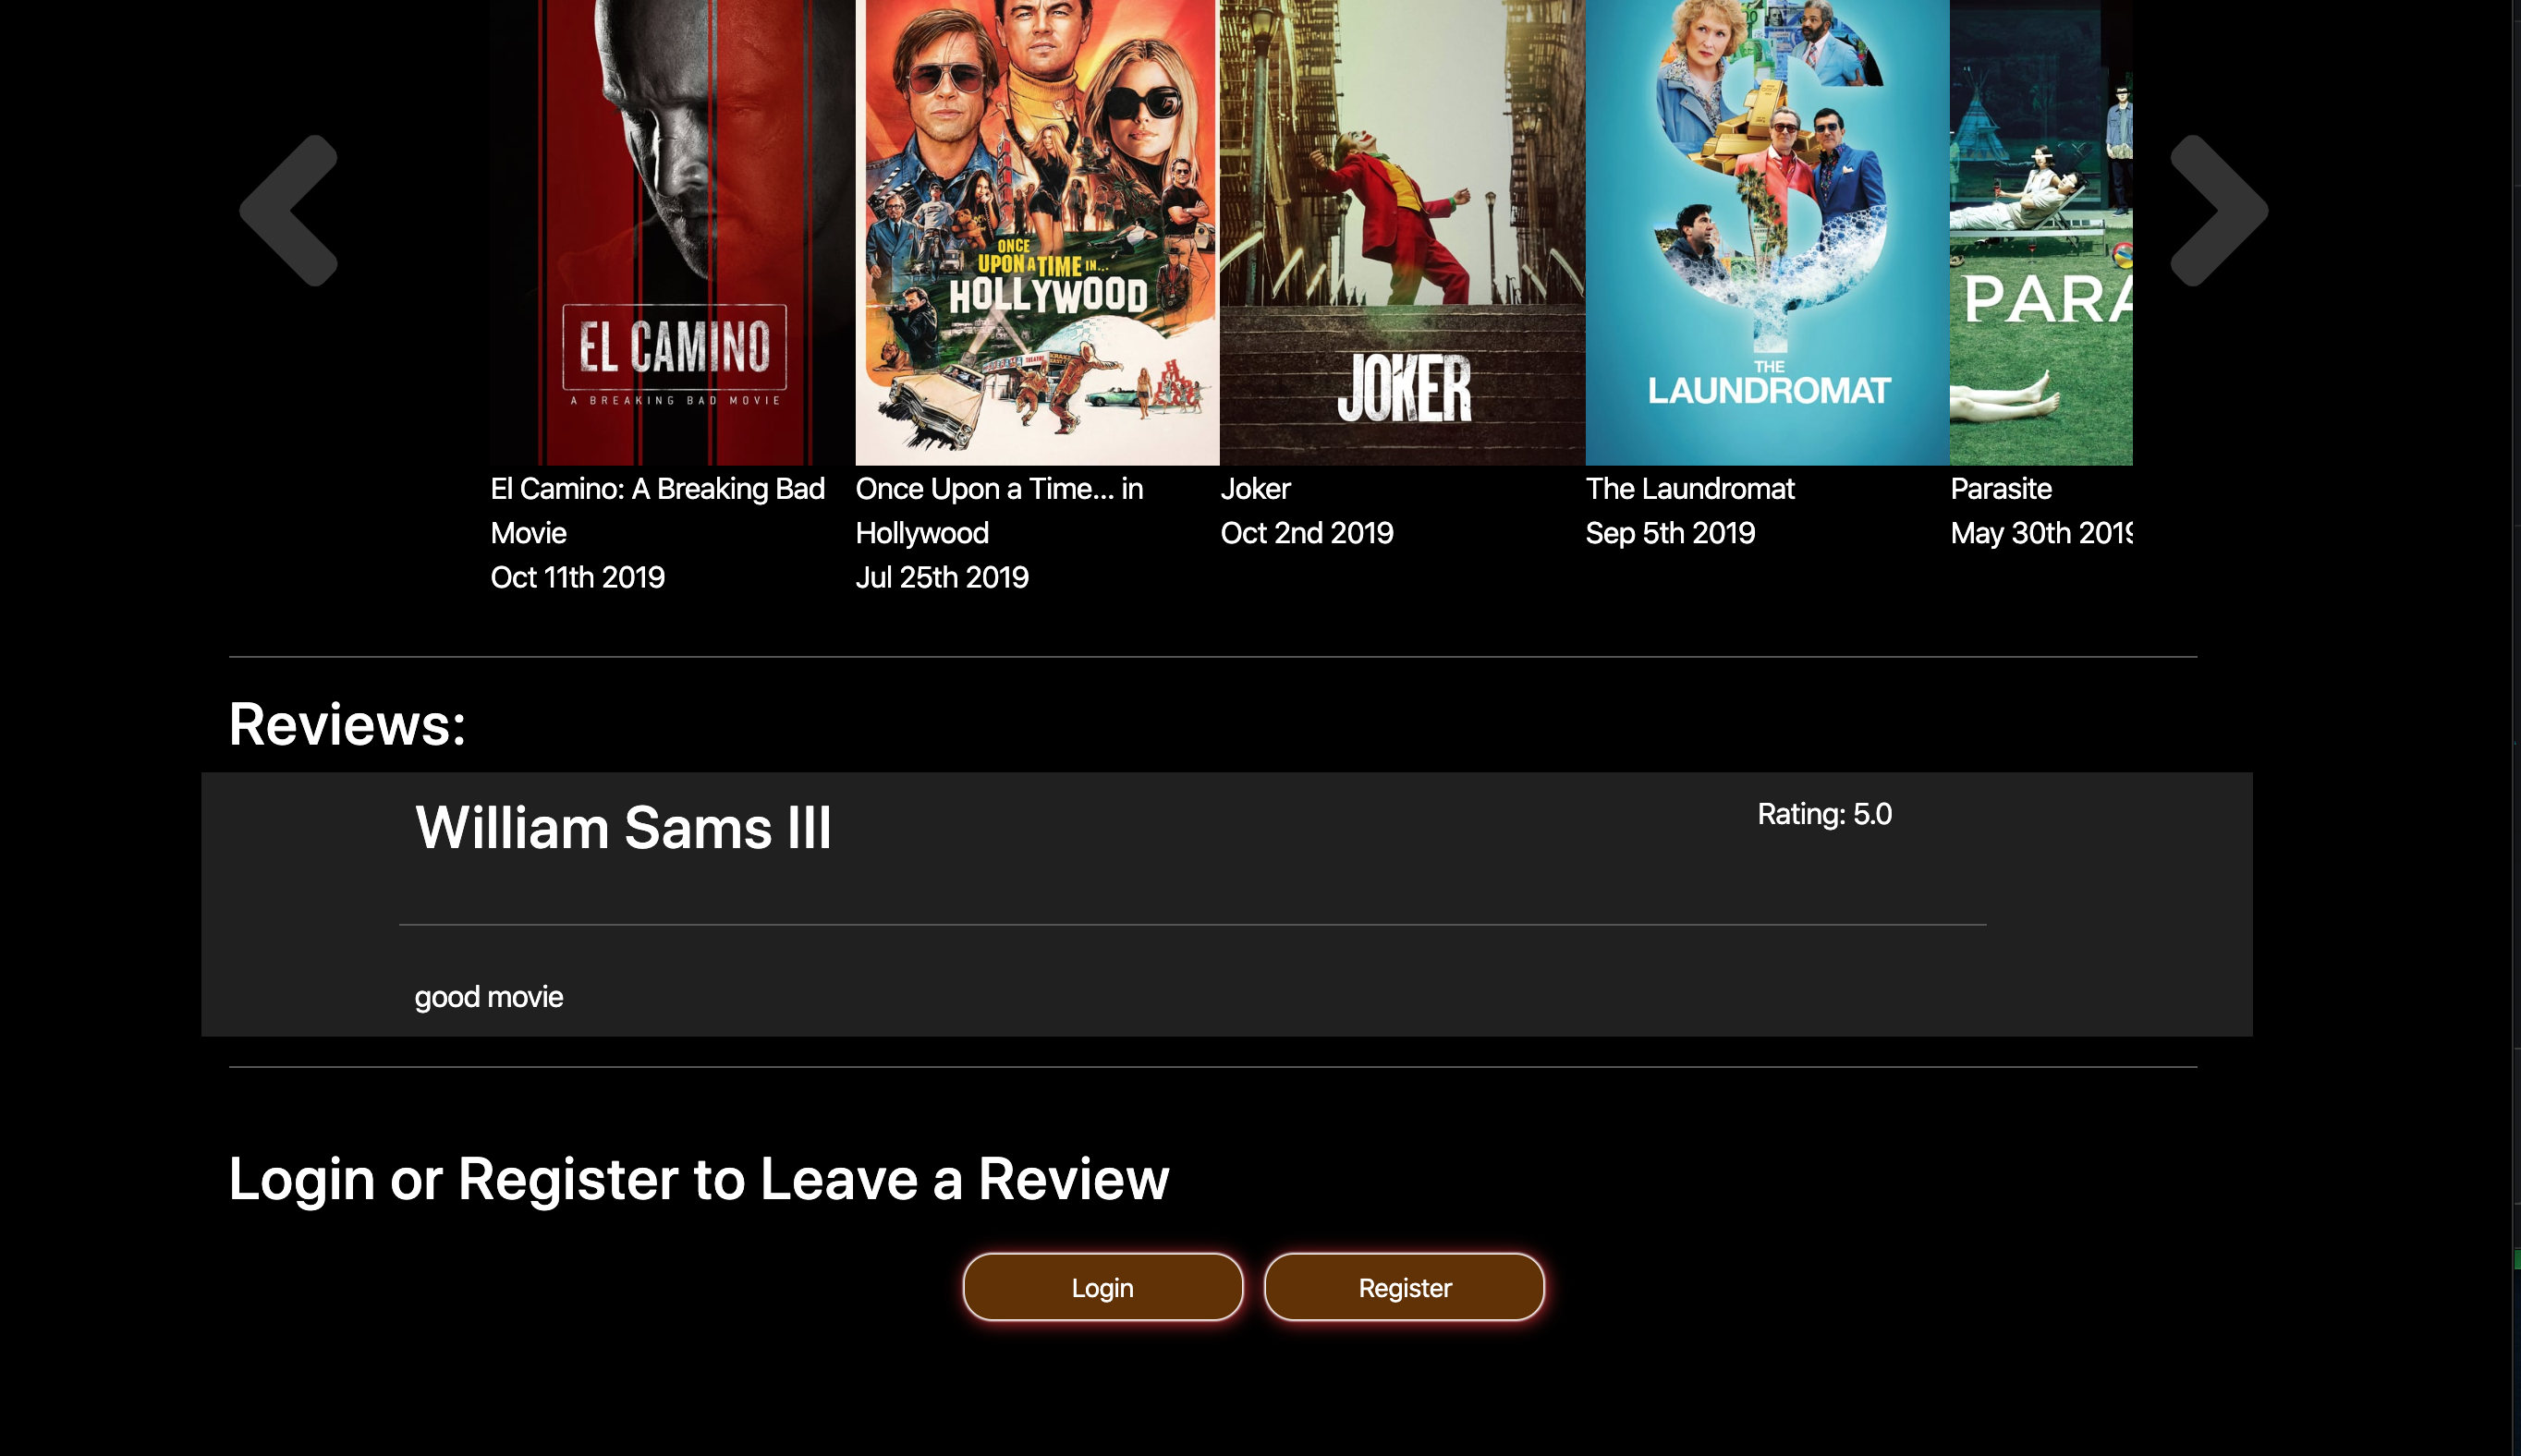 EL CAMINO
A BREAKING BAD MOVIE
ONCE
UPON A TIME IN...
HOLLYWOOD
JOKER
THE
LAUNDROMAT
PARA
El Camino: A Breaking Bad
Movie
Oct 11th 2019
Once Upon a Time... in
Hollywood
Jul 25th 2019
Joker
Oct 2nd 2019
The Laundromat
Sep 5th 2019
Parasite
May 30th 2019
Reviews:
William Sams III
Rating: 5.0
good movie
Login or Register to Leave a Review
Login
Register